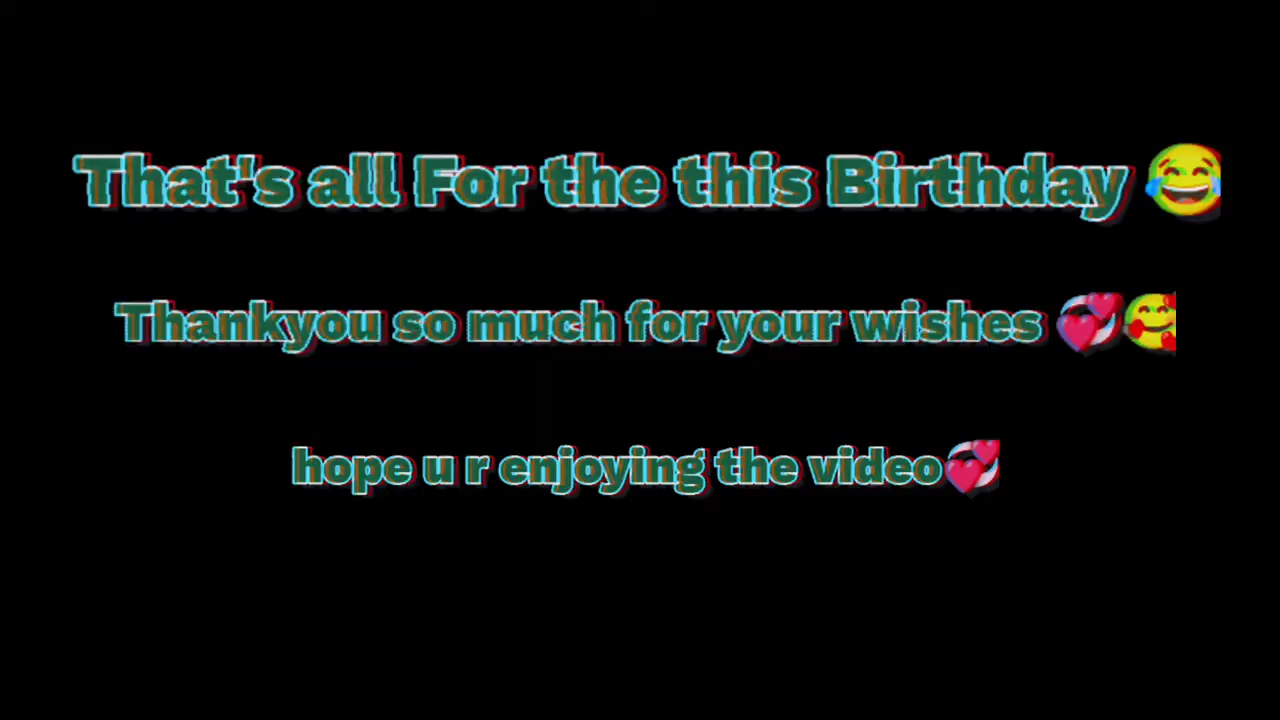 That's all For the this Birthday 😂
Thankyou so much for your wishes 💞🥰
hope u r enjoying the video💞